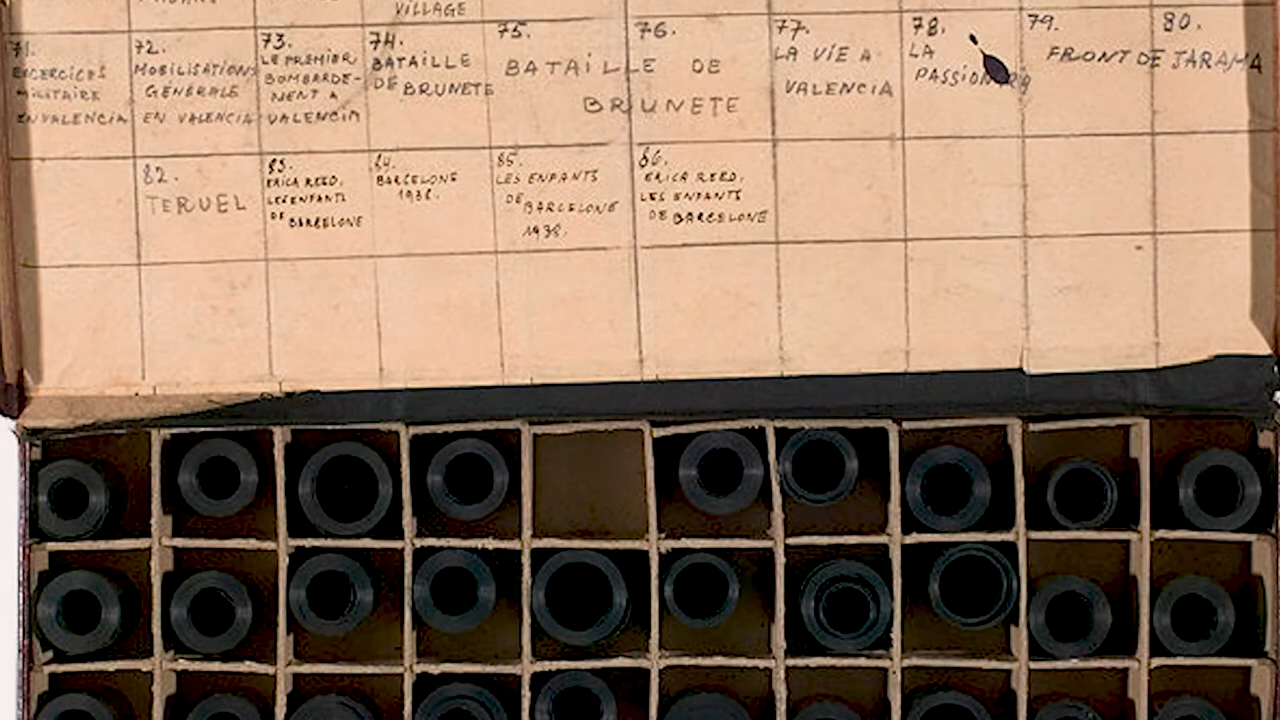 VILLAGE
71.
EXCERCICES
MILITAIRE
EN VALENCIA
72.
MOBILISATIONS
GENERALE
EN VALENCIA
73.
LE PREMIER
BOMBARDE-
MENT A
VALENCIA
74.
BATAILLE
DE BRUNETE
75.
76.
BATAILLE DE
BRUNETE
77.
LA VIE A
VALENCIA
78.
LA
PASSIONARIA
79.
80.
FRONT DE JARAMA
82.
TERUEL
83.
ERICA REED,
LES ENFANTS
DE BARCELONE
84.
BARCELONE
1938.
85.
LES ENFANTS
DE BARCELONE
1938.
86.
ERICA REED,
LES ENFANTS
DE BARCELONE